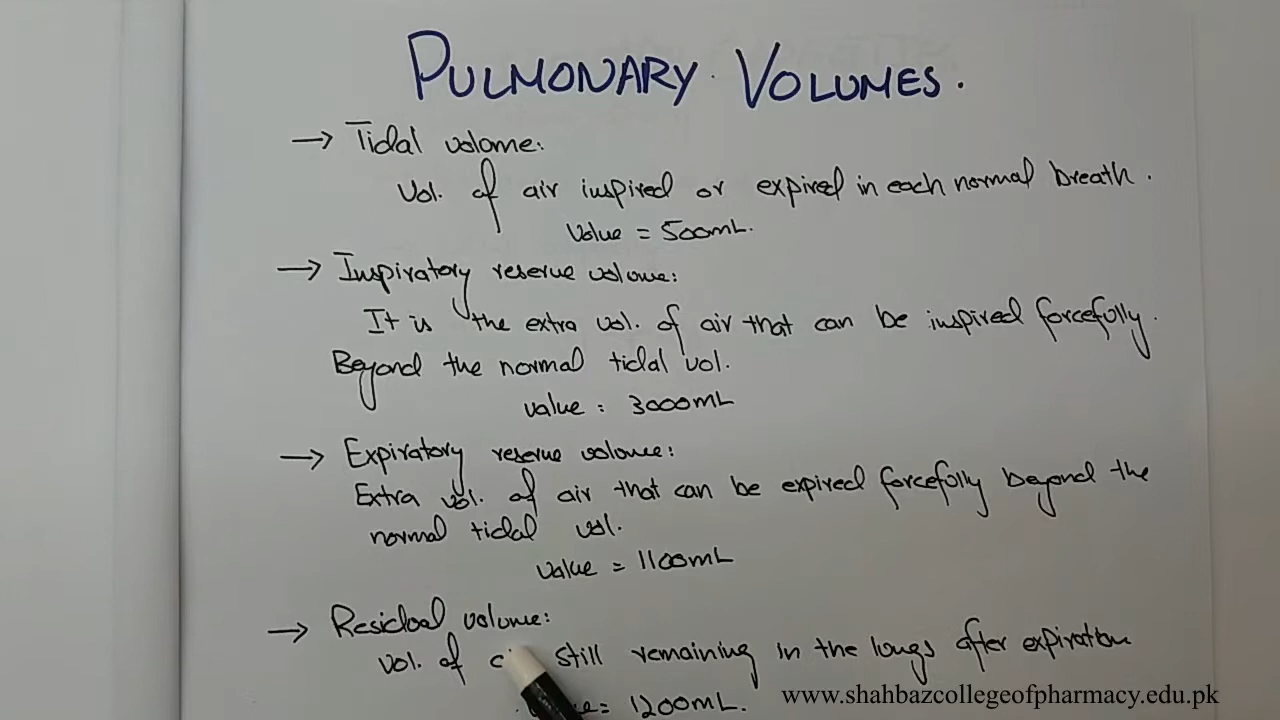 PULMONARY VOLUMES.
→ Tidal volume:
Vol. of air inspired or expired in each normal breath.
Value = 500mL.
→ Inspiratory reserve volume:
It is the extra vol. of air that can be inspired forcefully.
Beyond the normal tidal vol.
value : 3000mL
→ Expiratory reserve volume:
Extra vol. of air that can be expired forcefully beyond the
normal tidal vol.
value = 1100mL
→ Residual volume:
Vol. of still remaining in the lungs after expiration
= 1200mL.
www.shahbazcollegeofpharmacy.edu.pk